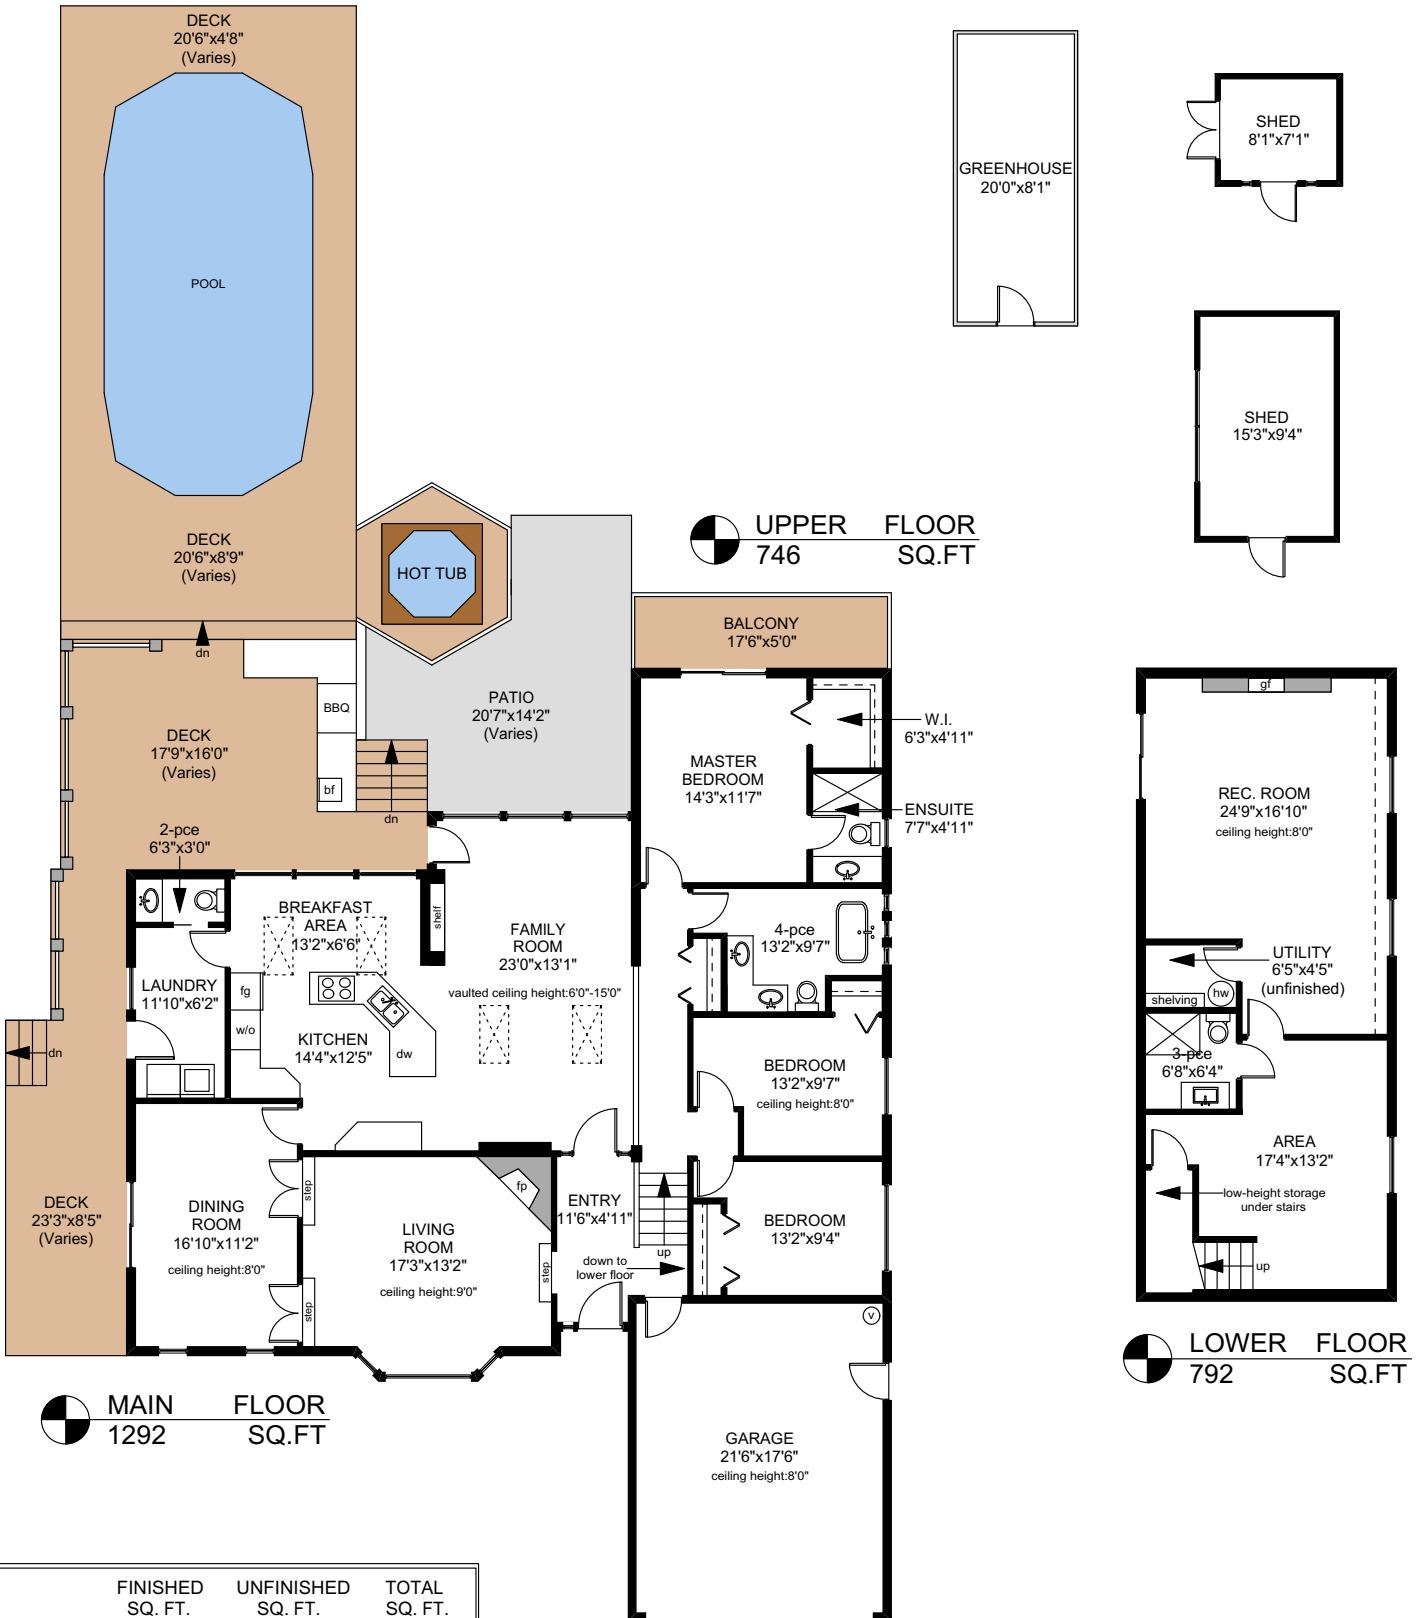 DECK
20'6"x4'8"
(Varies)
POOL
DECK
20'6"x8'9"
(Varies)
dn
HOT TUB
GREENHOUSE
20'0"x8'1"
SHED
8'1"x7'1"
SHED
15'3"x9'4"
UPPER FLOOR
746 SQ.FT
BALCONY
17'6"x5'0"
PATIO
20'7"x14'2"
(Varies)
BBQ
bf
dn
DECK
17'9"x16'0"
(Varies)
2-pce
6'3"x3'0"
W.I.
6'3"x4'11"
MASTER
BEDROOM
14'3"x11'7"
ENSUITE
7'7"x4'11"
BREAKFAST
AREA
13'2"x6'6"
shelf
FAMILY
ROOM
23'0"x13'1"
vaulted ceiling height:6'0"-15'0"
4-pce
13'2"x9'7"
LAUNDRY
11'10"x6'2"
fg
w/o
KITCHEN
14'4"x12'5"
dw
dn
BEDROOM
13'2"x9'7"
ceiling height:8'0"
DECK
23'3"x8'5"
(Varies)
DINING
ROOM
16'10"x11'2"
ceiling height:8'0"
step
step
LIVING
ROOM
17'3"x13'2"
ceiling height:9'0"
fp
step
ENTRY
11'6"x4'11"
up
down to
lower floor
BEDROOM
13'2"x9'4"
v
GARAGE
21'6"x17'6"
ceiling height:8'0"
MAIN FLOOR
1292 SQ.FT
gf
REC. ROOM
24'9"x16'10"
ceiling height:8'0"
UTILITY
6'5"x4'5"
(unfinished)
shelving
hw
3-pce
6'8"x6'4"
AREA
17'4"x13'2"
low-height storage
under stairs
up
LOWER FLOOR
792 SQ.FT
FINISHED UNFINISHED TOTAL
SQ. FT. SQ. FT. SQ. FT.